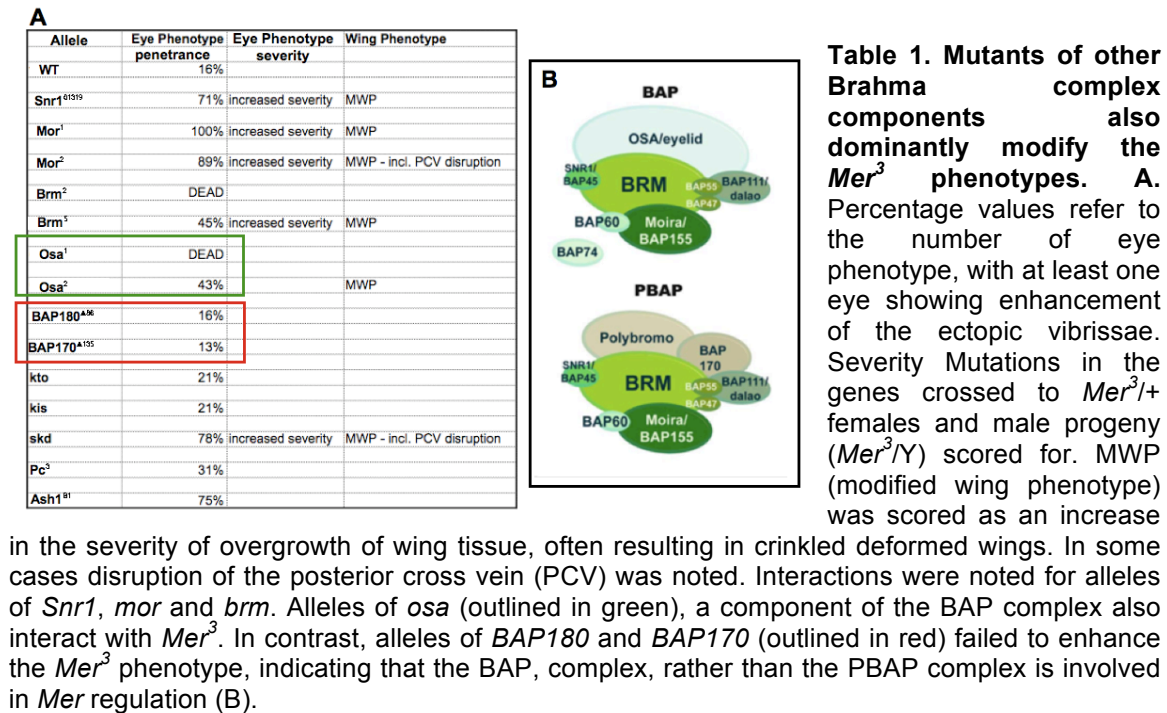 A
Allele Eye Phenotype penetrance Eye Phenotype severity Wing Phenotype
WT 16%
Snr1 71% increased severity MWP
Mor¹ 100% increased severity MWP
Mor² 89% increased severity MWP - incl. PCV disruption
Brm² DEAD
Brm⁵ 45% increased severity MWP
Osa¹ DEAD
Osa² 43% MWP
BAP180 16%
BAP170 13%
kto 21%
kis 21%
skd 78% increased severity MWP - incl. PCV disruption
Pc³ 31%
Ash1 75%
B
BAP
OSA/eyelid
SNR1/
BAP45
BRM
BAP55
BAP47
BAP111/
dalao
BAP60
Moira/
BAP155
BAP74
PBAP
Polybromo
BAP
170
SNR1/
BAP45
BRM
BAP55
BAP47
BAP111/
dalao
BAP60
Moira/
BAP155
Table 1. Mutants of other
Brahma complex
components also
dominantly modify the
Mer³ phenotypes. A.
Percentage values refer to
the number of eye
phenotype, with at least one
eye showing enhancement
of the ectopic vibrissae.
Severity Mutations in the
genes crossed to Mer³/+
females and male progeny
(Mer³/Y) scored for. MWP
(modified wing phenotype)
was scored as an increase
in the severity of overgrowth of wing tissue, often resulting in crinkled deformed wings. In some
cases disruption of the posterior cross vein (PCV) was noted. Interactions were noted for alleles
of Snr1, mor and brm. Alleles of osa (outlined in green), a component of the BAP complex also
interact with Mer³. In contrast, alleles of BAP180 and BAP170 (outlined in red) failed to enhance
the Mer³ phenotype, indicating that the BAP, complex, rather than the PBAP complex is involved
in Mer regulation (B).